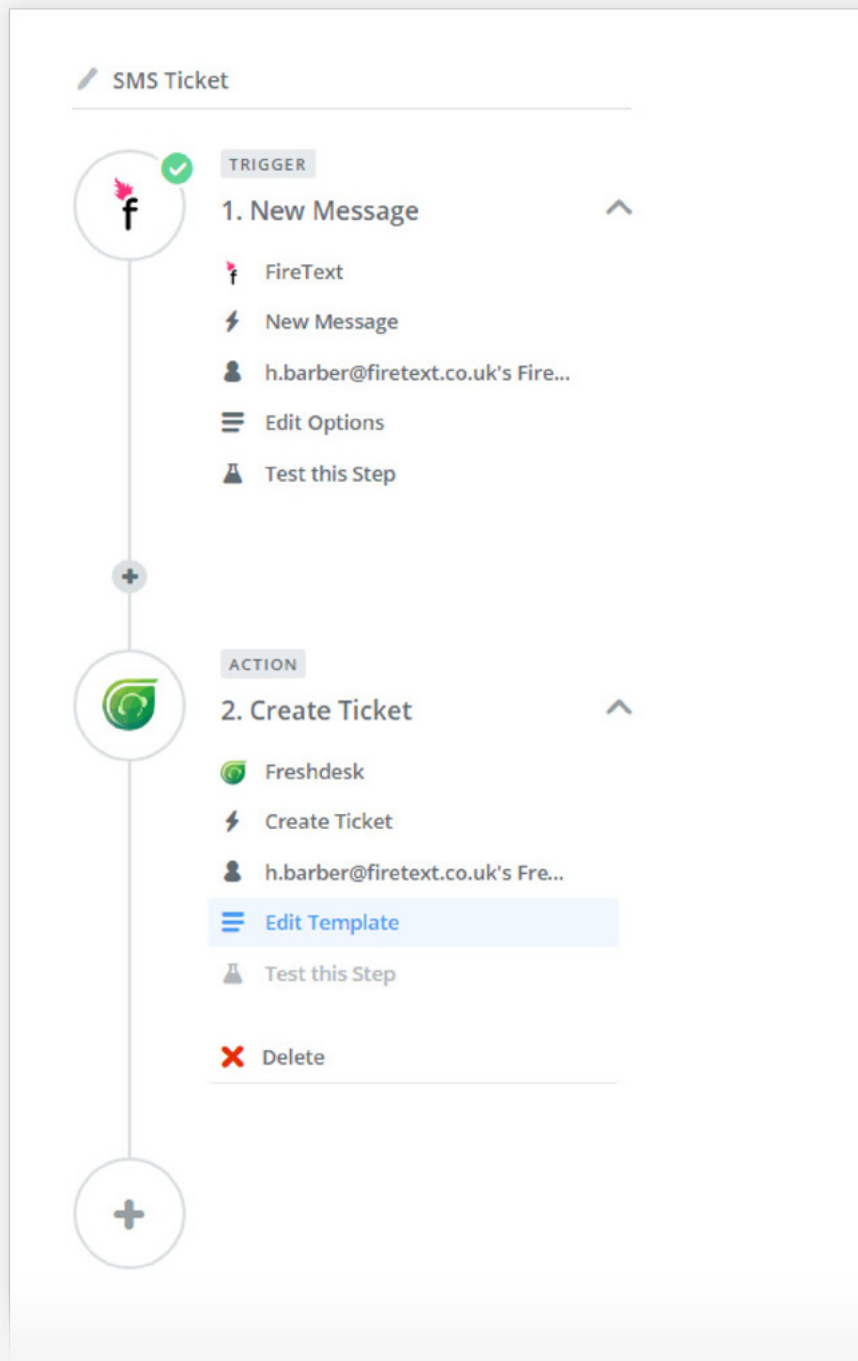 SMS Ticket
TRIGGER
1. New Message
FireText
New Message
h.barber@firetext.co.uk's Fire...
Edit Options
Test this Step
ACTION
2. Create Ticket
Freshdesk
Create Ticket
h.barber@firetext.co.uk's Fre...
Edit Template
Test this Step
Delete